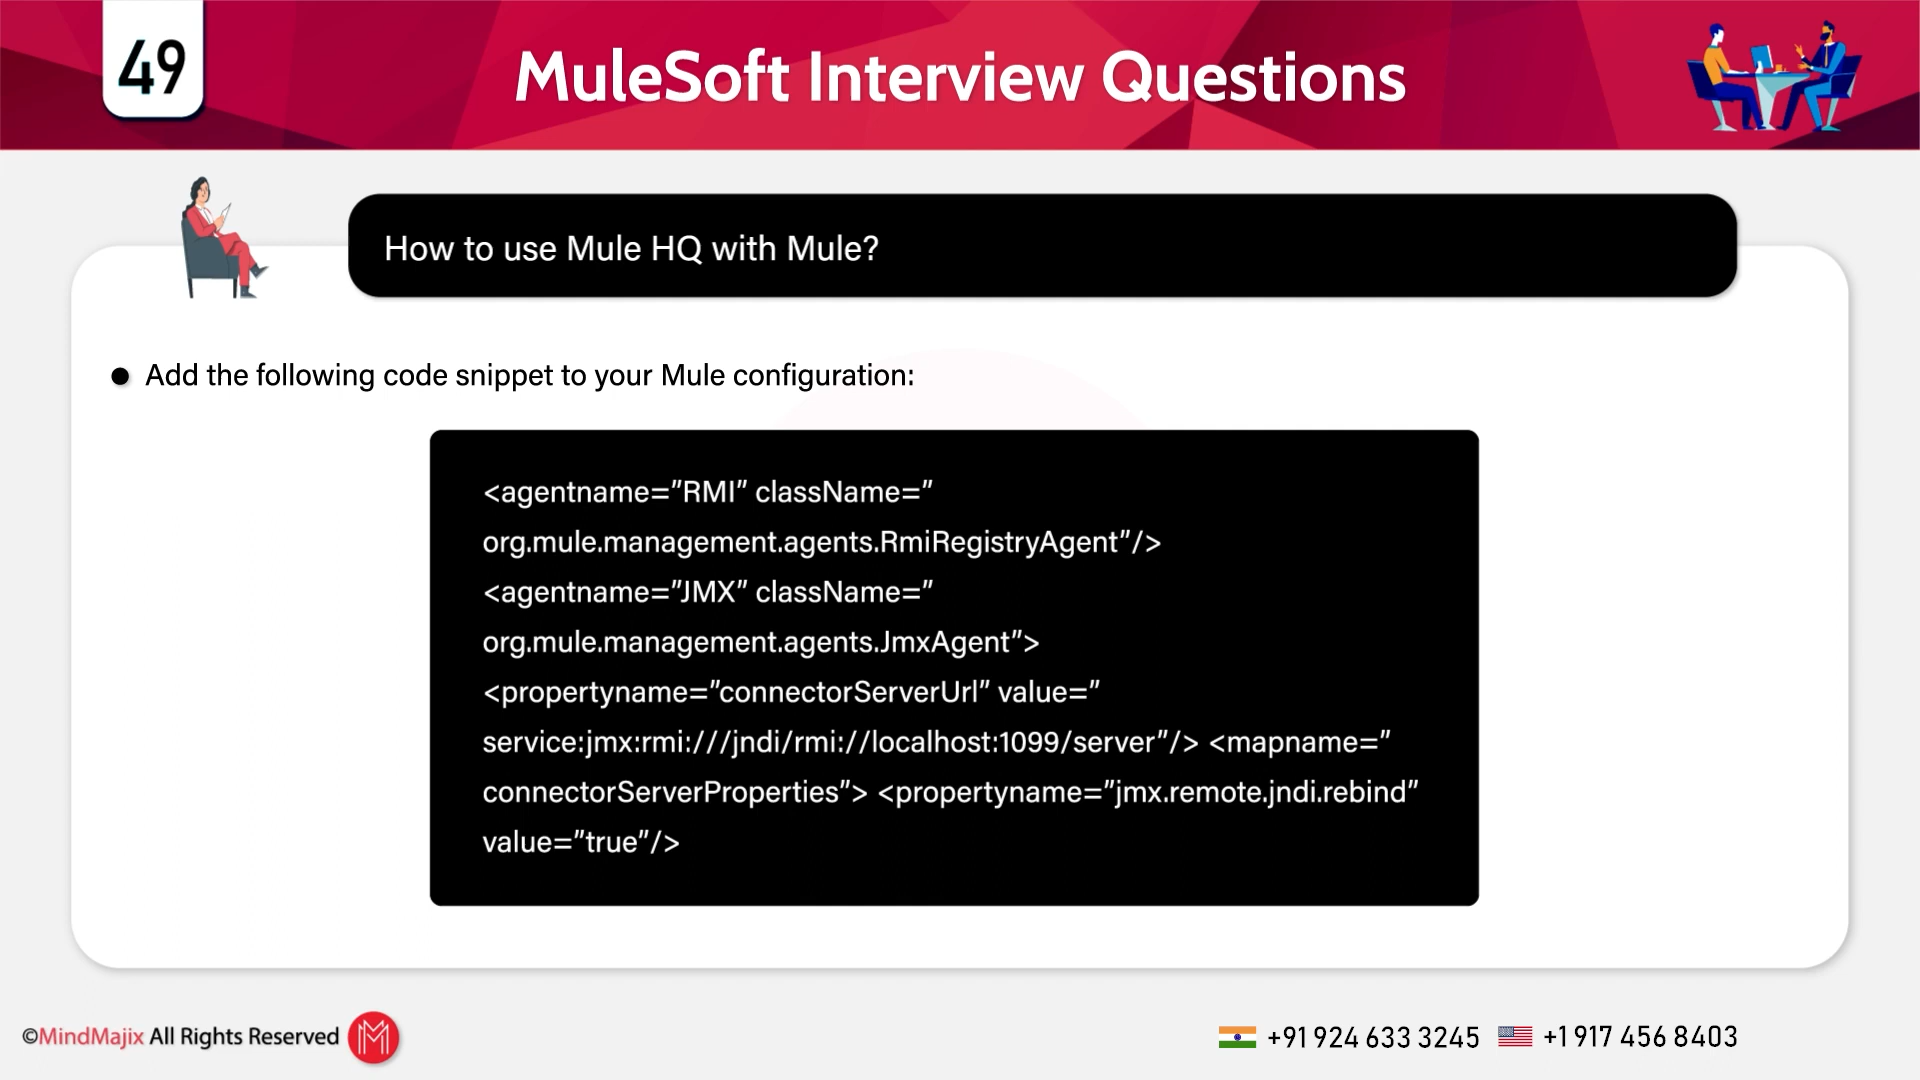 49
MuleSoft Interview Questions
How to use Mule HQ with Mule?
● Add the following code snippet to your Mule configuration:
<agentname=”RMI” className=”
org.mule.management.agents.RmiRegistryAgent”/>
<agentname=”JMX” className=”
org.mule.management.agents.JmxAgent”>
<propertyname=”connectorServerUrl” value=”
service:jmx:rmi:///jndi/rmi://localhost:1099/server”/> <mapname=”
connectorServerProperties”> <propertyname=”jmx.remote.jndi.rebind”
value=”true”/>
©MindMajix All Rights Reserved
+91 924 633 3245 +1 917 456 8403